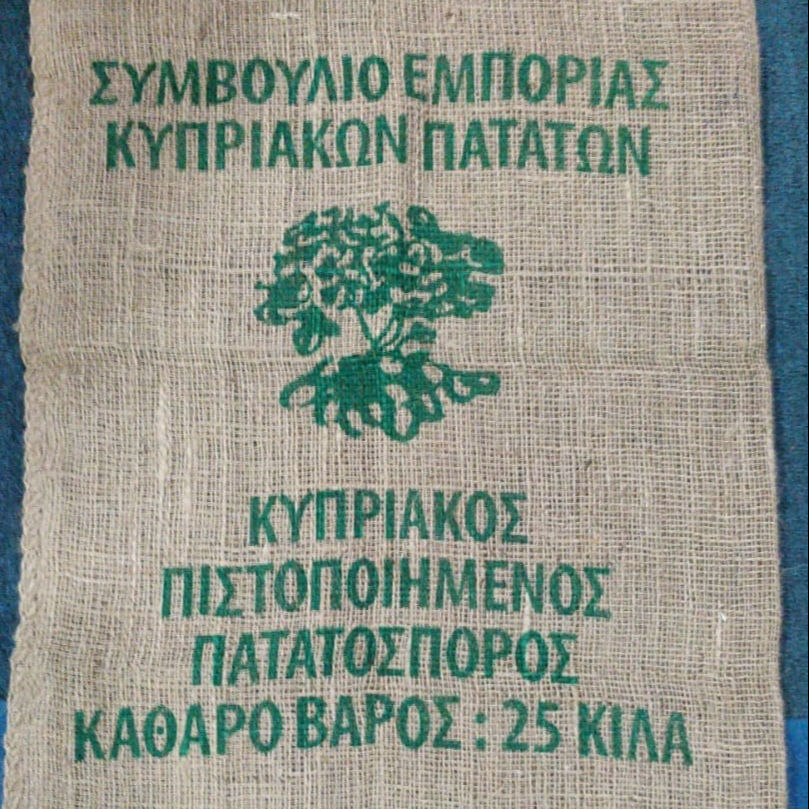 ΣΥΜΒΟΥΛΙΟ ΕΜΠΟΡΙΑΣ
ΚΥΠΡΙΑΚΩΝ ΠΑΤΑΤΩΝ
ΚΥΠΡΙΑΚΟΣ
ΠΙΣΤΟΠΟΙΗΜΕΝΟΣ
ΠΑΤΑΤΟΣΠΟΡΟΣ
ΚΑΘΑΡΟ ΒΑΡΟΣ : 25 ΚΙΛΑ